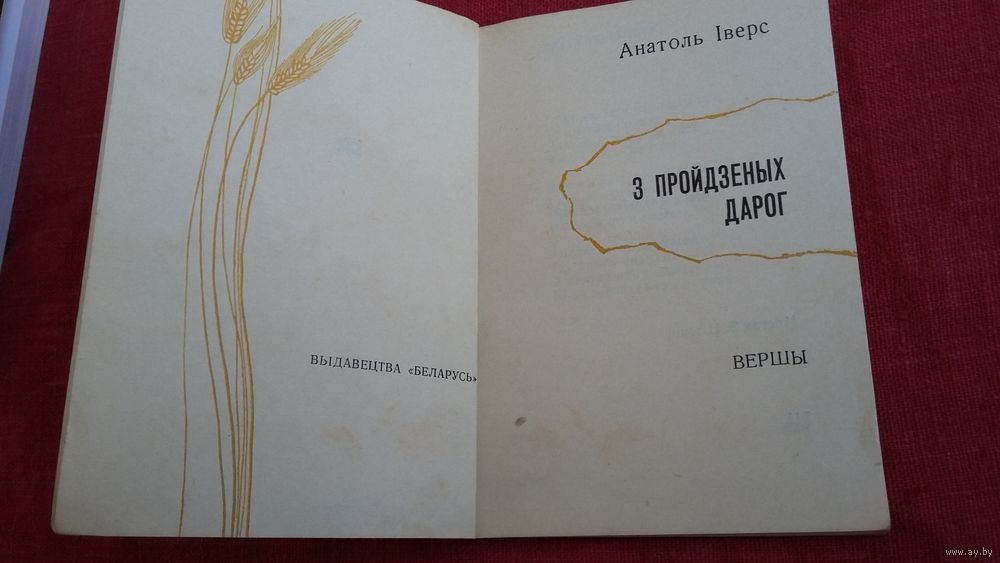 ВЫДАВЕЦТВА «БЕЛАРУСЬ»
Анатоль Іверс
З ПРОЙДЗЕНЫХ
ДАРОГ
ВЕРШЫ
www.ay.by